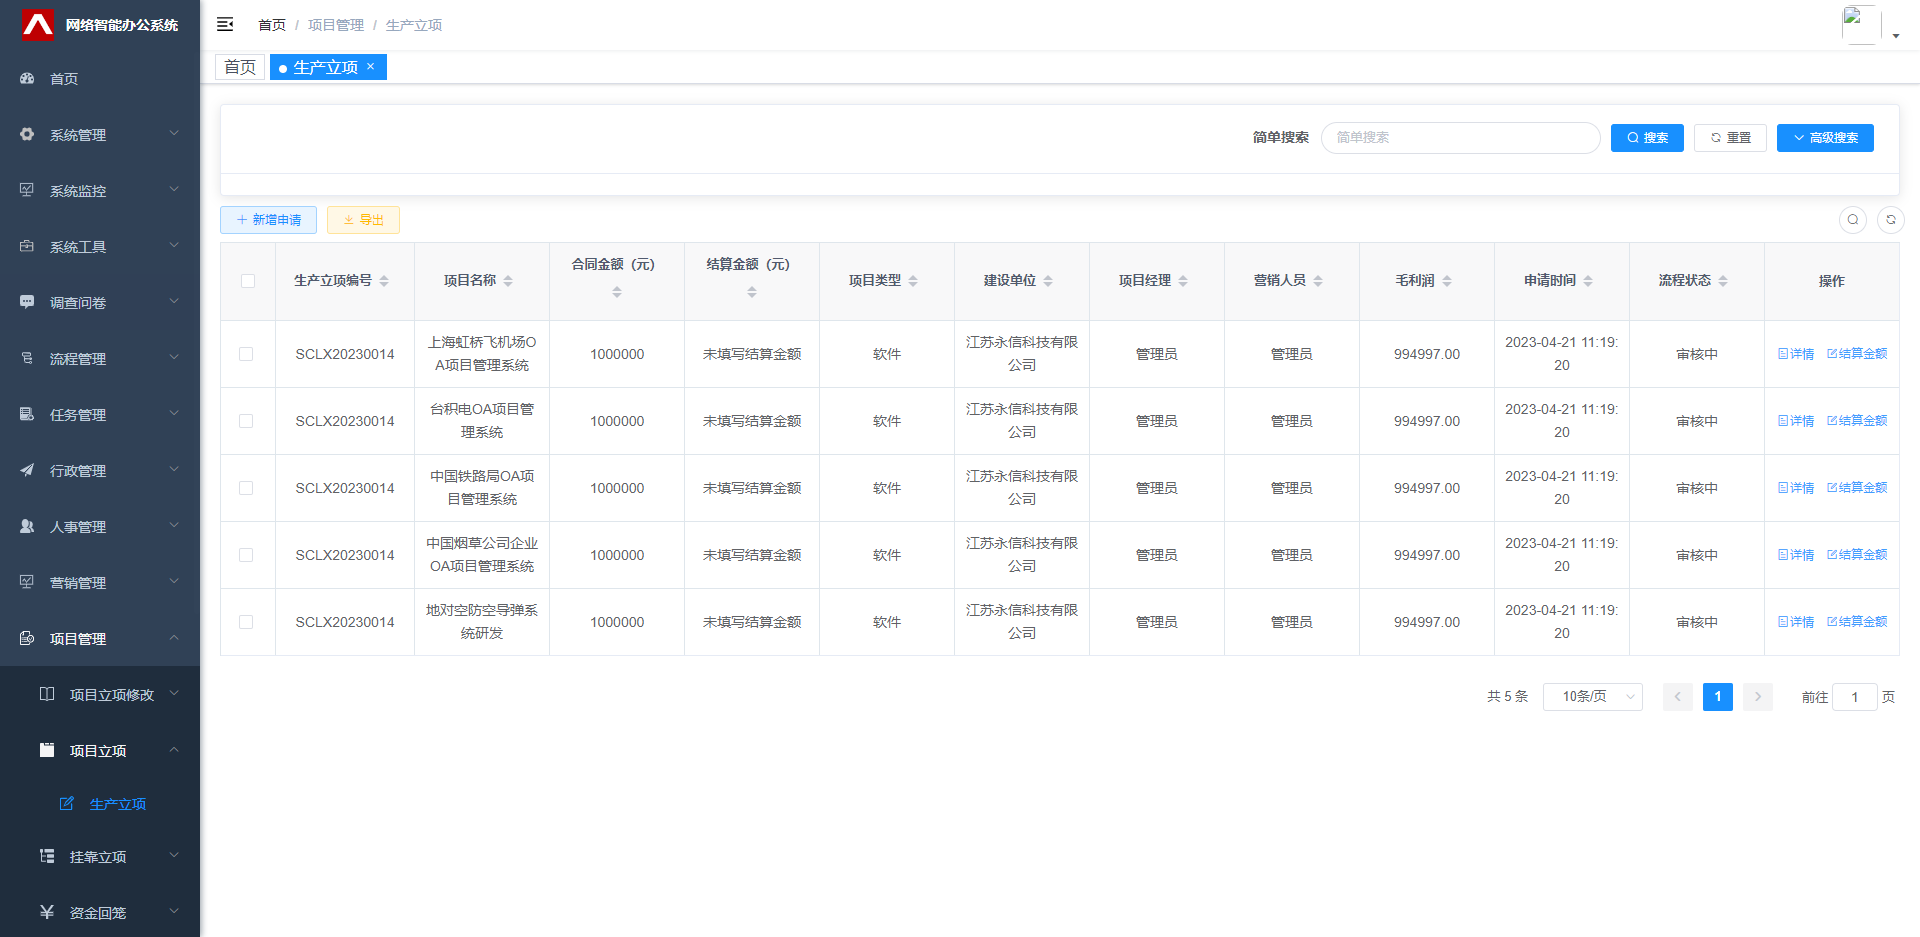 网络智能办公系统
首页
系统管理
系统监控
系统工具
调查问卷
流程管理
任务管理
行政管理
人事管理
营销管理
项目管理
项目立项修改
项目立项
生产立项
挂靠立项
资金回笼
首页 / 项目管理 / 生产立项
首页 生产立项 ×
简单搜索 简单搜索 搜索 重置 高级搜索
新增申请 导出
生产立项编号 项目名称 合同金额（元） 结算金额（元） 项目类型 建设单位 项目经理 营销人员 毛利润 申请时间 流程状态 操作
SCLX20230014 上海虹桥飞机场O 1000000 未填写结算金额 软件 江苏永信科技有限 管理员 管理员 994997.00 2023-04-21 11:19: 审核中 详情 结算金额
A项目管理系统 公司 20
SCLX20230014 台积电OA项目管 1000000 未填写结算金额 软件 江苏永信科技有限 管理员 管理员 994997.00 2023-04-21 11:19: 审核中 详情 结算金额
理系统 公司 20
SCLX20230014 中国铁路局OA项 1000000 未填写结算金额 软件 江苏永信科技有限 管理员 管理员 994997.00 2023-04-21 11:19: 审核中 详情 结算金额
目管理系统 公司 20
SCLX20230014 中国烟草公司企业 1000000 未填写结算金额 软件 江苏永信科技有限 管理员 管理员 994997.00 2023-04-21 11:19: 审核中 详情 结算金额
OA项目管理系统 公司 20
SCLX20230014 地对空防空导弹系 1000000 未填写结算金额 软件 江苏永信科技有限 管理员 管理员 994997.00 2023-04-21 11:19: 审核中 详情 结算金额
统研发 公司 20
共 5 条 10条/页 1 前往 1 页